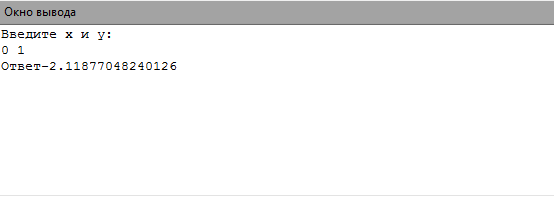 Окно вывода
Введите x и y:
0 1
Ответ-2.11877048240126